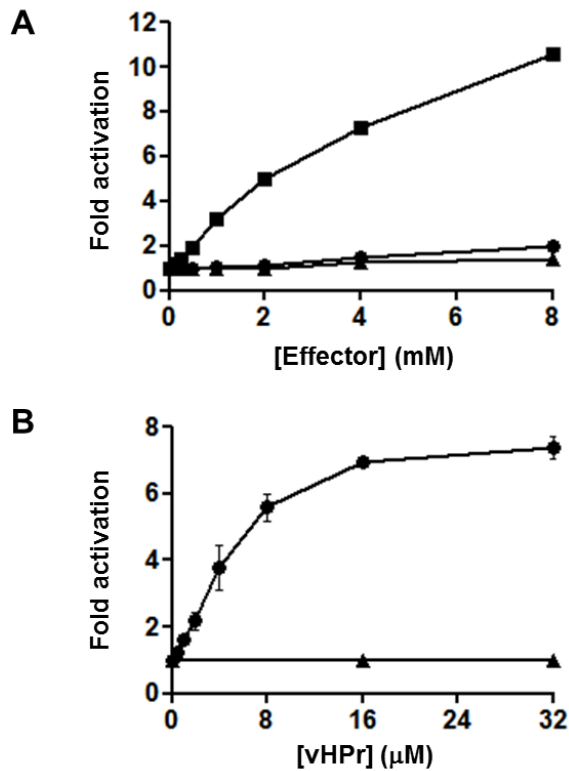 A
12
10
8
6
4
2
0
Fold activation
0 2 4 6 8
[Effector] (mM)
B
8
6
4
2
0
Fold activation
0 8 16 24 32
[vHPr] (μM)